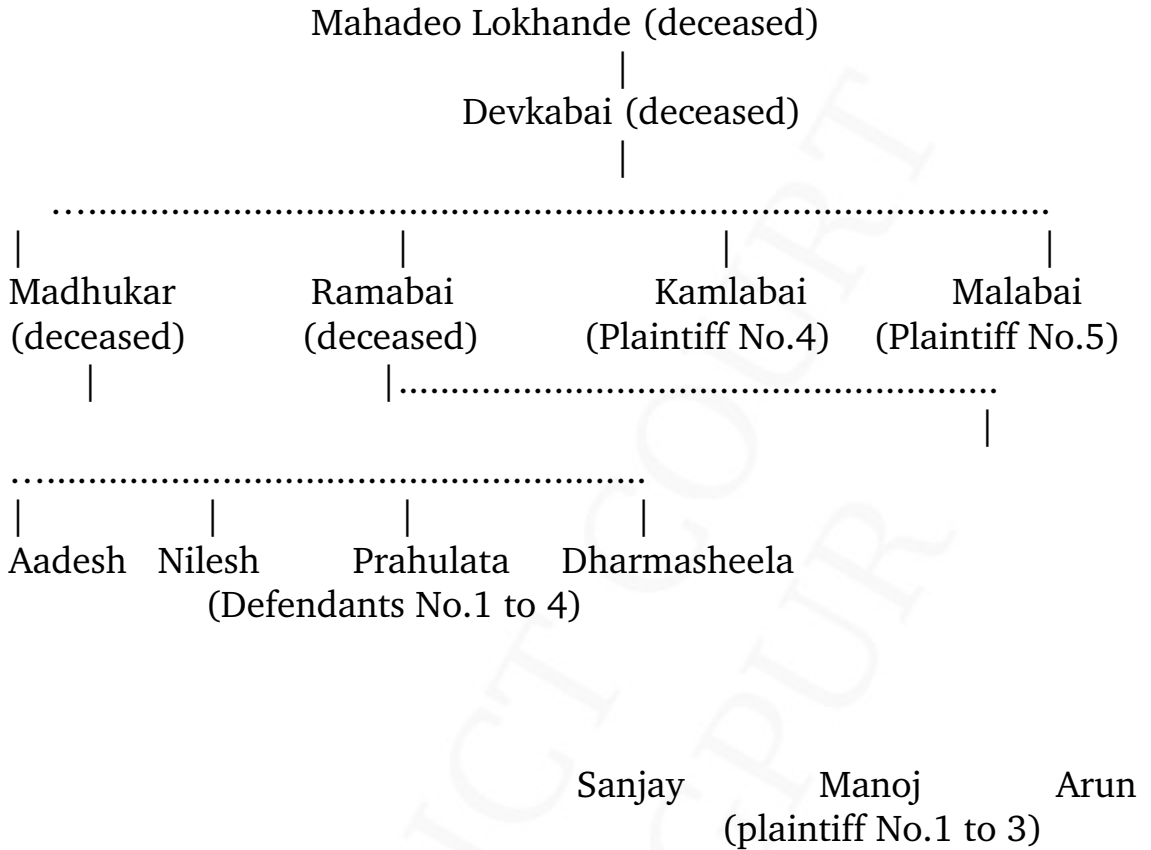 Mahadeo Lokhande (deceased)
|
Devkabai (deceased)
|
….........................................................................................
| | | |
Madhukar Ramabai Kamlabai Malabai
(deceased) (deceased) (Plaintiff No.4) (Plaintiff No.5)
| |..........................................................
|
….........................................................
| | | |
Aadesh Nilesh Prahulata Dharmasheela
(Defendants No.1 to 4)
Sanjay Manoj Arun
(plaintiff No.1 to 3)